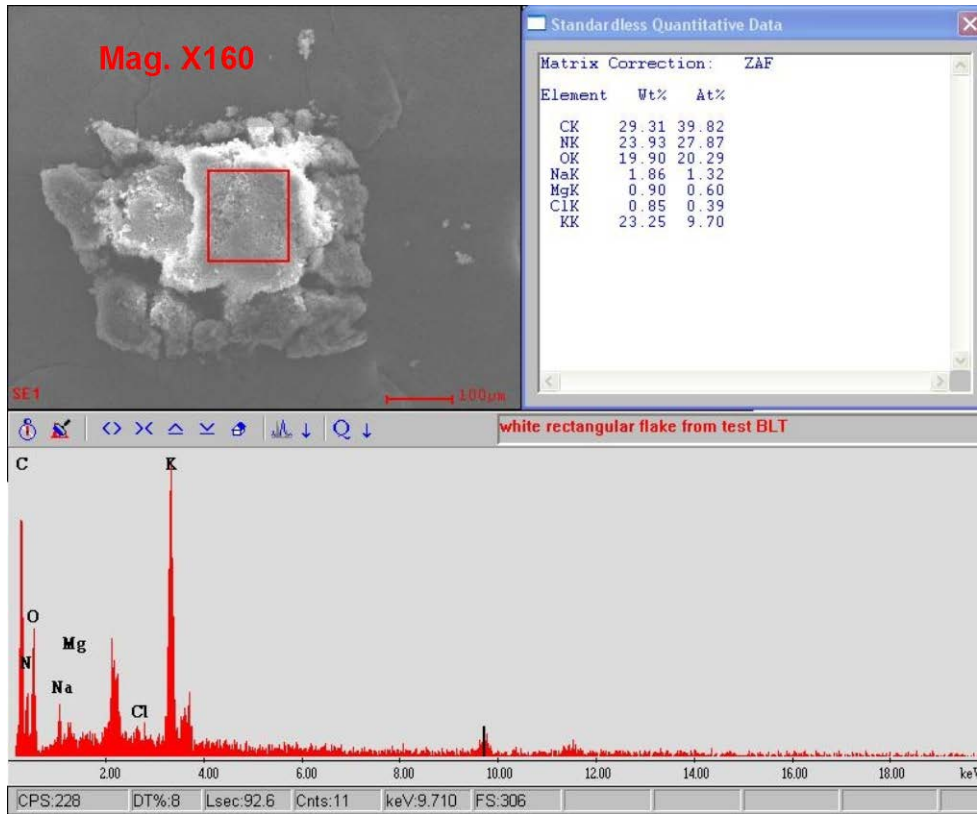 Mag. X160
SE1
100µm
Standardless Quantitative Data
Matrix Correction: ZAF
Element Wt% At%
CK 29.31 39.82
NK 23.93 27.87
OK 19.90 20.29
NaK 1.86 1.32
MgK 0.90 0.60
ClK 0.85 0.39
KK 23.25 9.70
Q
white rectangular flake from test BLT
C
K
O
Mg
N
Na
Cl
2.00 4.00 6.00 8.00 10.00 12.00 14.00 16.00 18.00 keV
CPS:228 DT%:8 Lsec:92.6 Cnts:11 keV:9.710 FS:306